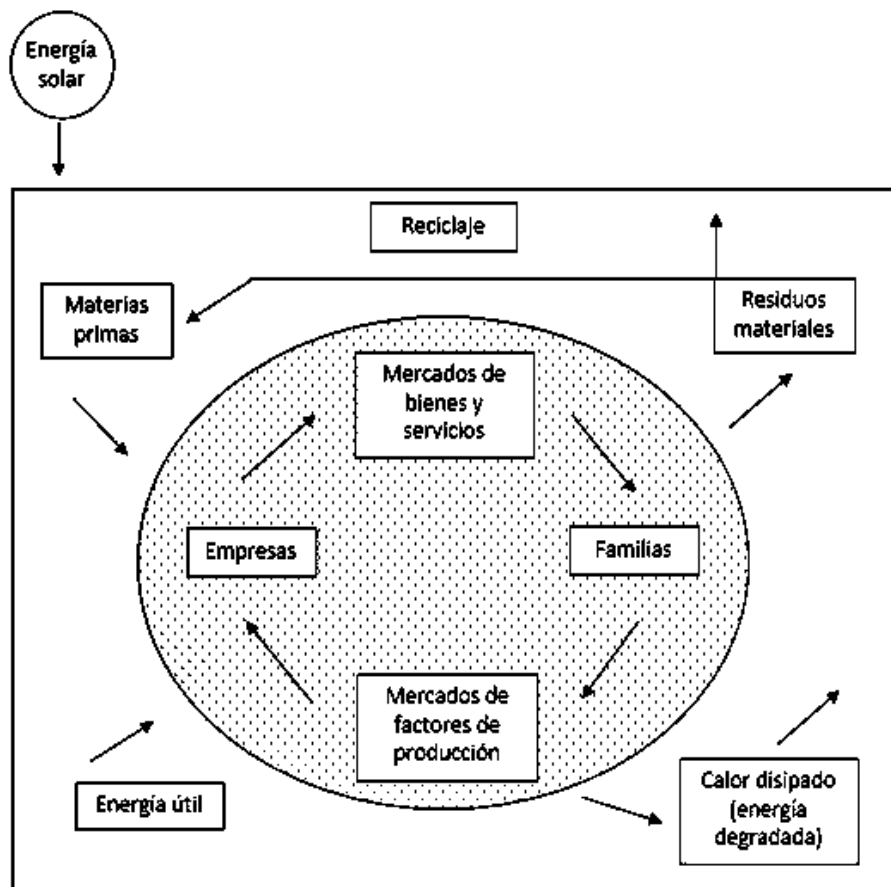 Energía
solar
Reciclaje
Materias
primas
Residuos
materiales
Mercados de
bienes y
servicios
Empresas
Familias
Mercados de
factores de
producción
Energía útil
Calor disipado
(energía
degradada)